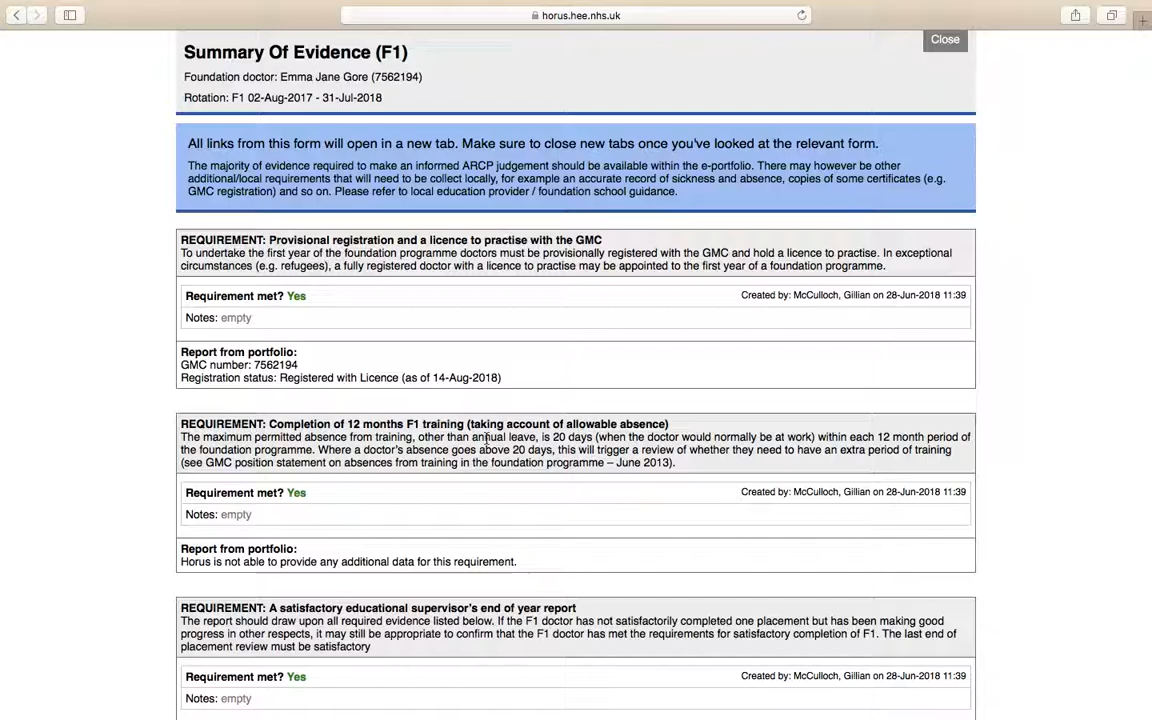 horus.hee.nhs.uk
Summary Of Evidence (F1)
Close
Foundation doctor: Emma Jane Gore (7562194)
Rotation: F1 02-Aug-2017 - 31-Jul-2018
All links from this form will open in a new tab. Make sure to close new tabs once you've looked at the relevant form.
The majority of evidence required to make an informed ARCP judgement should be available within the e-portfolio. There may however be other
additional/local requirements that will need to be collect locally, for example an accurate record of sickness and absence, copies of some certificates (e.g.
GMC registration) and so on. Please refer to local education provider / foundation school guidance.
REQUIREMENT: Provisional registration and a licence to practise with the GMC
To undertake the first year of the foundation programme doctors must be provisionally registered with the GMC and hold a licence to practise. In exceptional
circumstances (e.g. refugees), a fully registered doctor with a licence to practise may be appointed to the first year of a foundation programme.
Requirement met? Yes
Created by: McCulloch, Gillian on 28-Jun-2018 11:39
Notes: empty
Report from portfolio:
GMC number: 7562194
Registration status: Registered with Licence (as of 14-Aug-2018)
REQUIREMENT: Completion of 12 months F1 training (taking account of allowable absence)
The maximum permitted absence from training, other than annual leave, is 20 days (when the doctor would normally be at work) within each 12 month period of
the foundation programme. Where a doctor's absence goes above 20 days, this will trigger a review of whether they need to have an extra period of training
(see GMC position statement on absences from training in the foundation programme – June 2013).
Requirement met? Yes
Created by: McCulloch, Gillian on 28-Jun-2018 11:39
Notes: empty
Report from portfolio:
Horus is not able to provide any additional data for this requirement.
REQUIREMENT: A satisfactory educational supervisor's end of year report
The report should draw upon all required evidence listed below. If the F1 doctor has not satisfactorily completed one placement but has been making good
progress in other respects, it may still be appropriate to confirm that the F1 doctor has met the requirements for satisfactory completion of F1. The last end of
placement review must be satisfactory
Requirement met? Yes
Created by: McCulloch, Gillian on 28-Jun-2018 11:39
Notes: empty